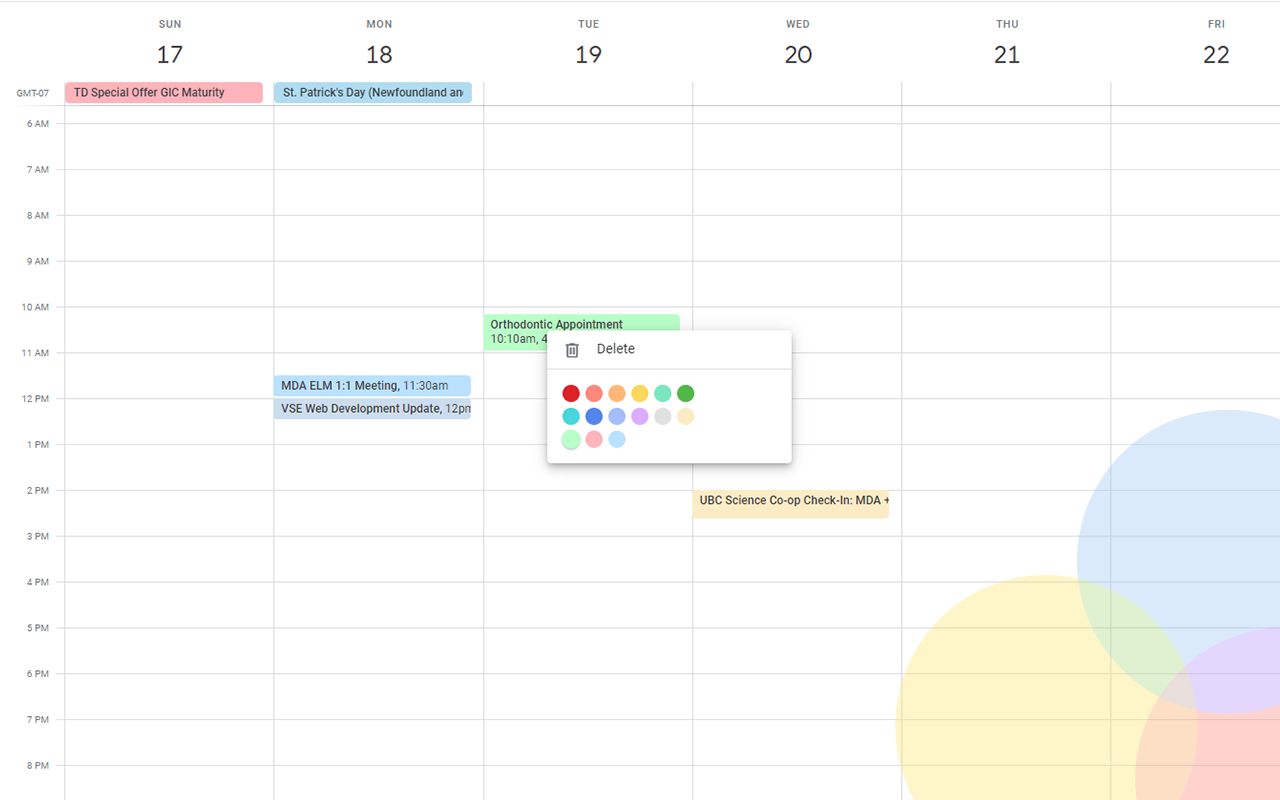 SUN MON TUE WED THU FRI
17 18 19 20 21 22
GMT-07 TD Special Offer GIC Maturity St. Patrick's Day (Newfoundland an
6 AM
7 AM
8 AM
9 AM
10 AM
Orthodontic Appointment
10:10am, 4
Delete
11 AM
MDA ELM 1:1 Meeting, 11:30am
12 PM
VSE Web Development Update, 12pm
1 PM
2 PM
UBC Science Co-op Check-In: MDA +
3 PM
4 PM
5 PM
6 PM
7 PM
8 PM